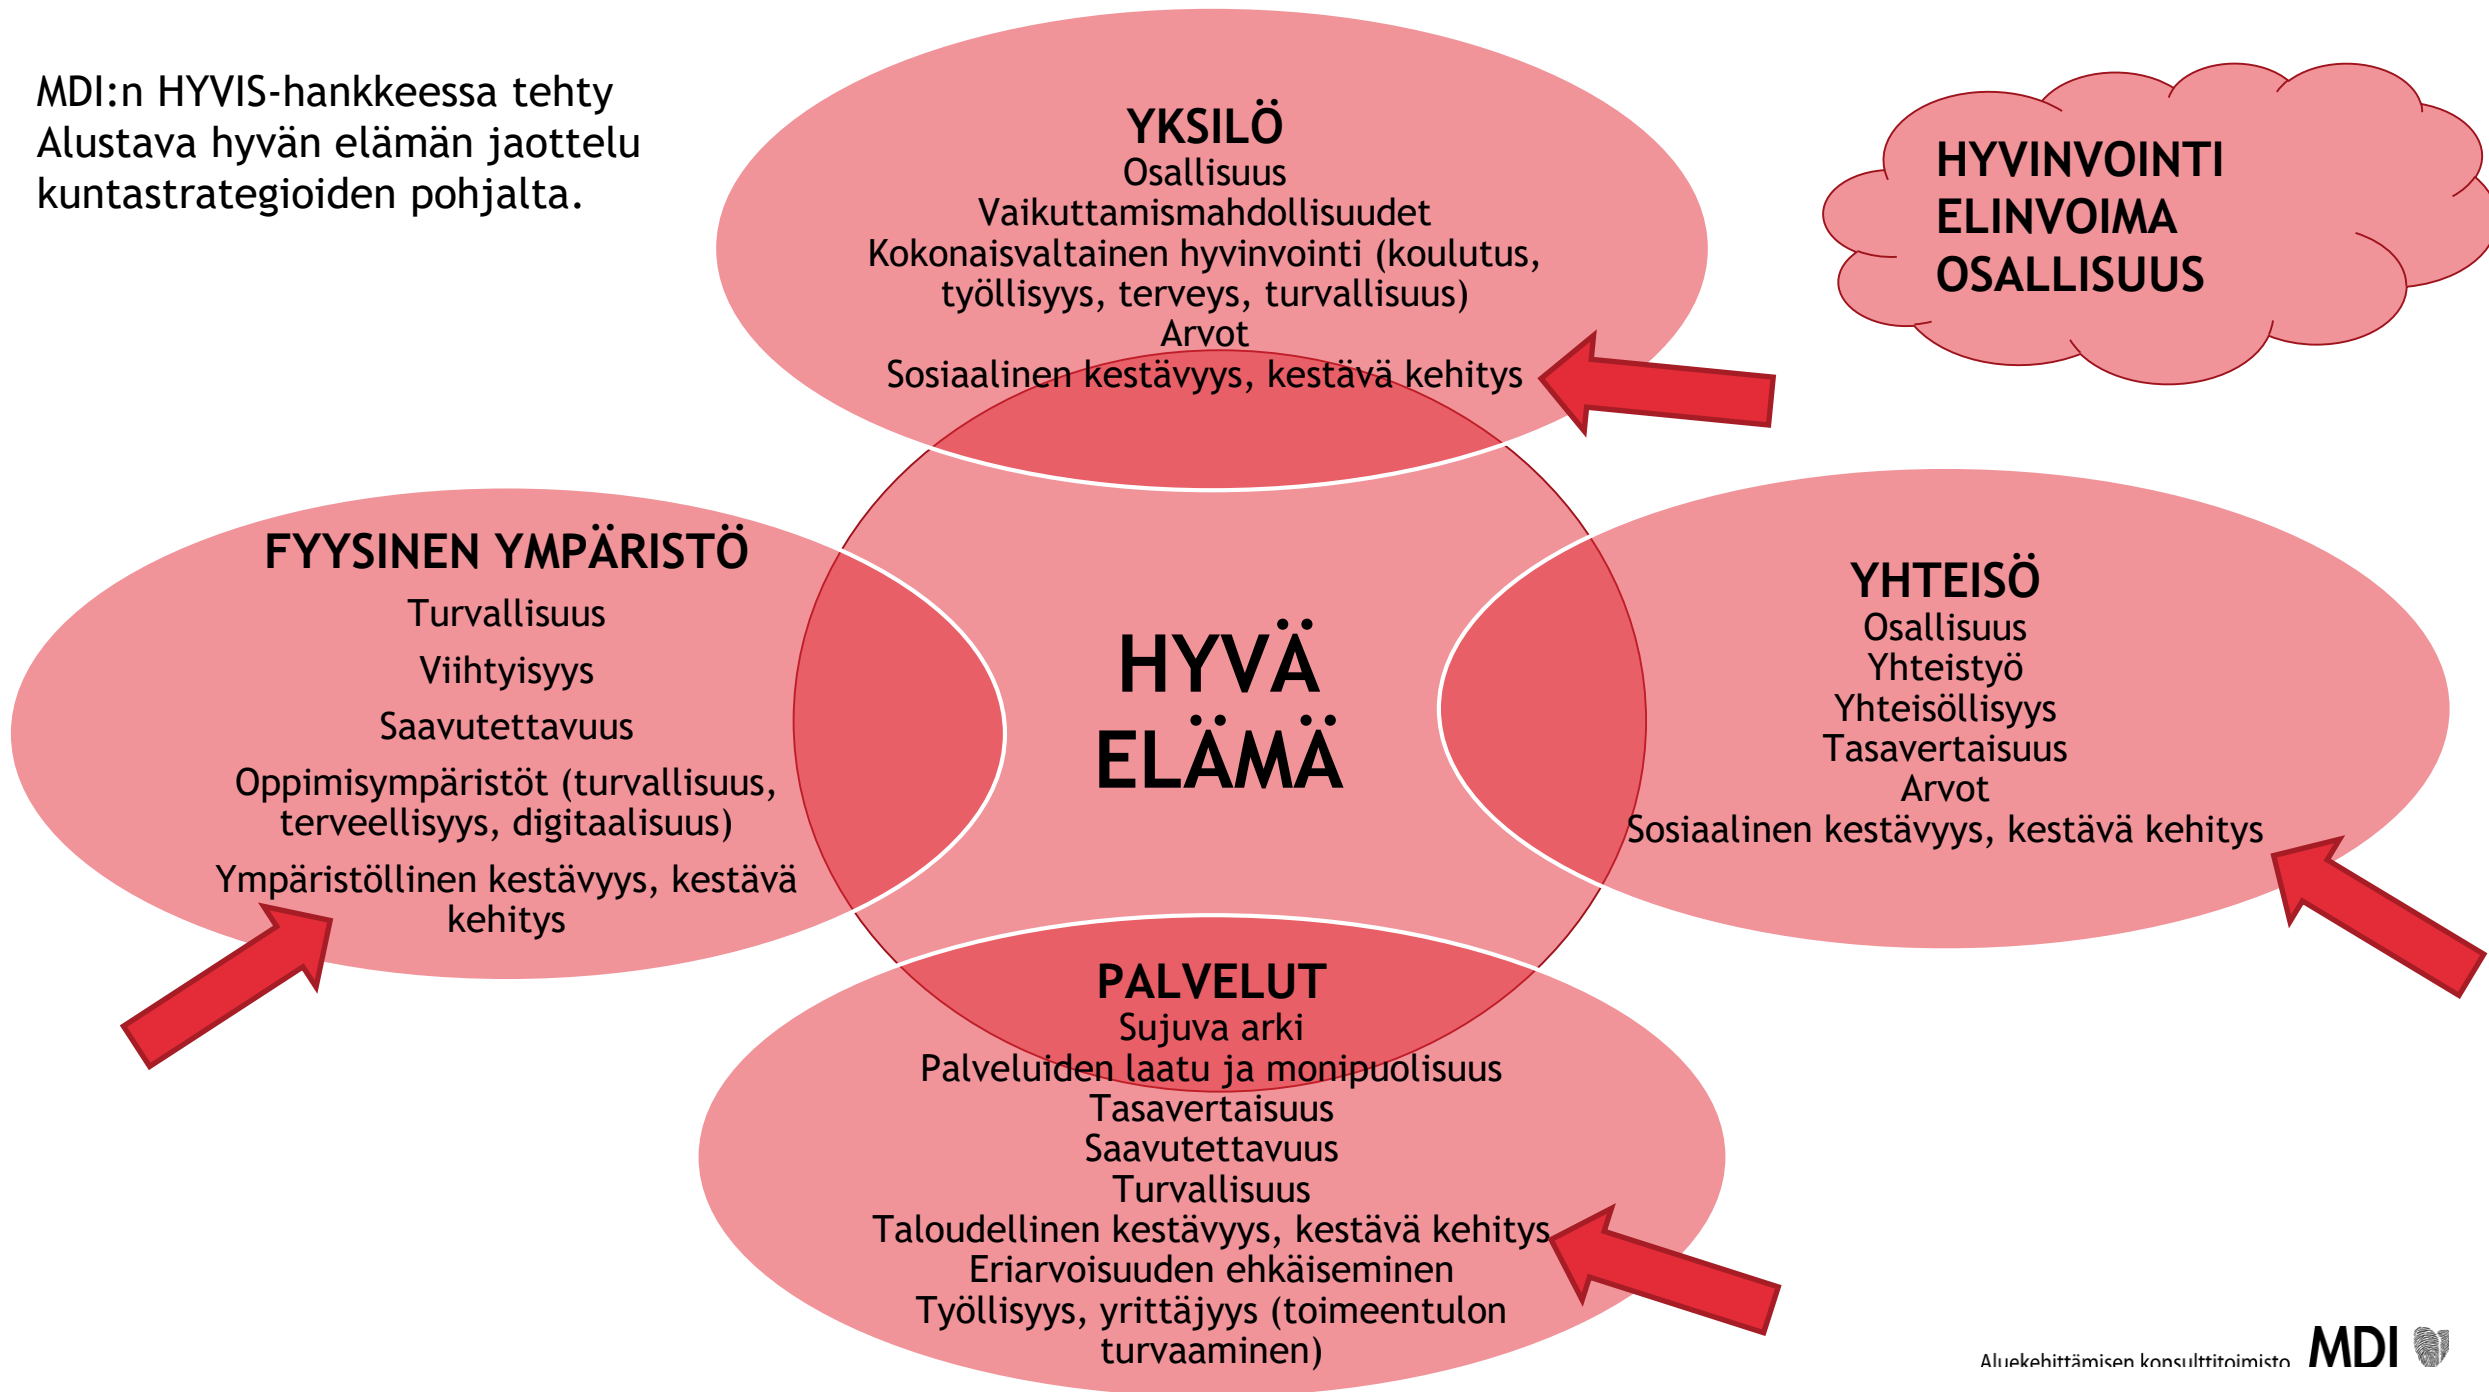 MDI:n HYVIS-hankkeessa tehty
Alustava hyvän elämän jaottelu
kuntastrategioiden pohjalta.
YKSILÖ
Osallisuus
Vaikuttamismahdollisuudet
Kokonaisvaltainen hyvinvointi (koulutus,
työllisyys, terveys, turvallisuus)
Arvot
Sosiaalinen kestävyys, kestävä kehitys
HYVINVOINTI
ELINVOIMA
OSALLISUUS
FYYSINEN YMPÄRISTÖ
Turvallisuus
Viihtyisyys
Saavutettavuus
Oppimisympäristöt (turvallisuus,
terveellisyys, digitaalisuus)
Ympäristöllinen kestävyys, kestävä
kehitys
HYVÄ
ELÄMÄ
YHTEISÖ
Osallisuus
Yhteistyö
Yhteisöllisyys
Tasavertaisuus
Arvot
Sosiaalinen kestävyys, kestävä kehitys
PALVELUT
Sujuva arki
Palveluiden laatu ja monipuolisuus
Tasavertaisuus
Saavutettavuus
Turvallisuus
Taloudellinen kestävyys, kestävä kehitys
Eriarvoisuuden ehkäiseminen
Työllisyys, yrittäjyys (toimeentulon
turvaaminen)
Aluekehittämisen konsulttitoimisto MDI